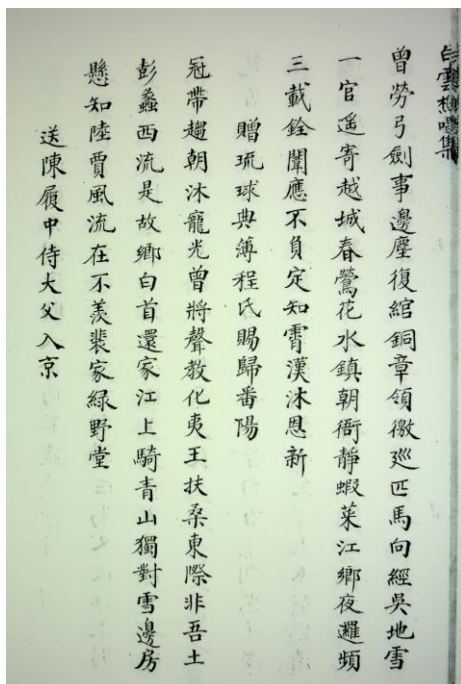 白雲樵唱集
曾勞弓劍事邊塵復綰銅章領徼廵匹馬向經吳地雪
一官遥寄越城春鶯花水鎮朝衙靜蝦菜江鄉夜邏頻
三載銓闈應不負定知霄漢沐恩新
贈琉球典簿程氏賜歸番陽
冠帶趨朝沐寵光曾將聲教化夷王扶桑東際非吾土
彭蠡西流是故鄉白首還家江上騎青山獨對雪邊房
懸知陸賈風流在不羨裴家綠野堂
送陳履中侍大父入京